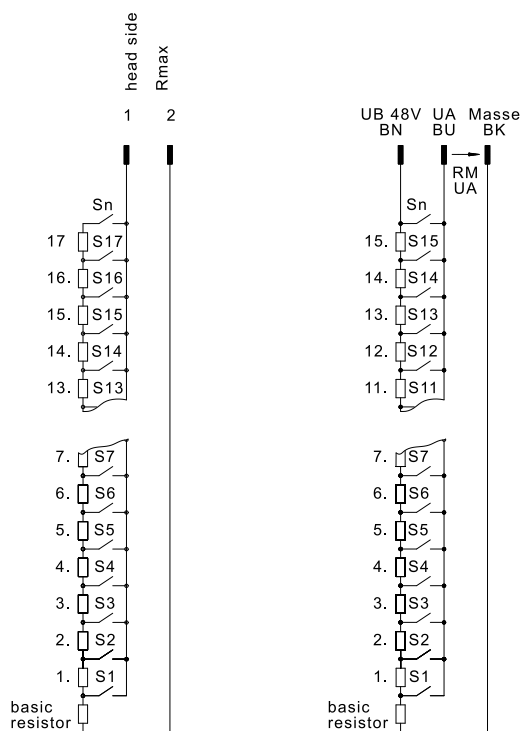 head side
Rmax
1 2
Sn
17 S17
16. S16
15. S15
14. S14
13. S13
7. S7
6. S6
5. S5
4. S4
3. S3
2. S2
1. S1
basic
resistor
UB 48V UA Masse
BN BU BK
RM
UA
Sn
15. S15
14. S14
13. S13
12. S12
11. S11
7. S7
6. S6
5. S5
4. S4
3. S3
2. S2
1. S1
basic
resistor